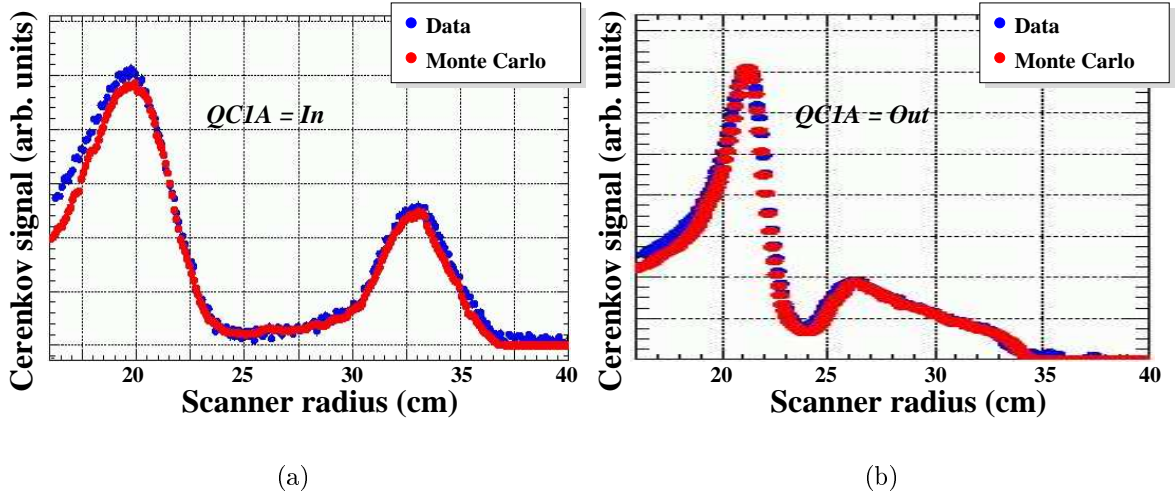 Data
Monte Carlo
QC1A = In
Cerenkov signal (arb. units)
20 25 30 35 40
Scanner radius (cm)
(a)
Data
Monte Carlo
QC1A = Out
Cerenkov signal (arb. units)
20 25 30 35 40
Scanner radius (cm)
(b)